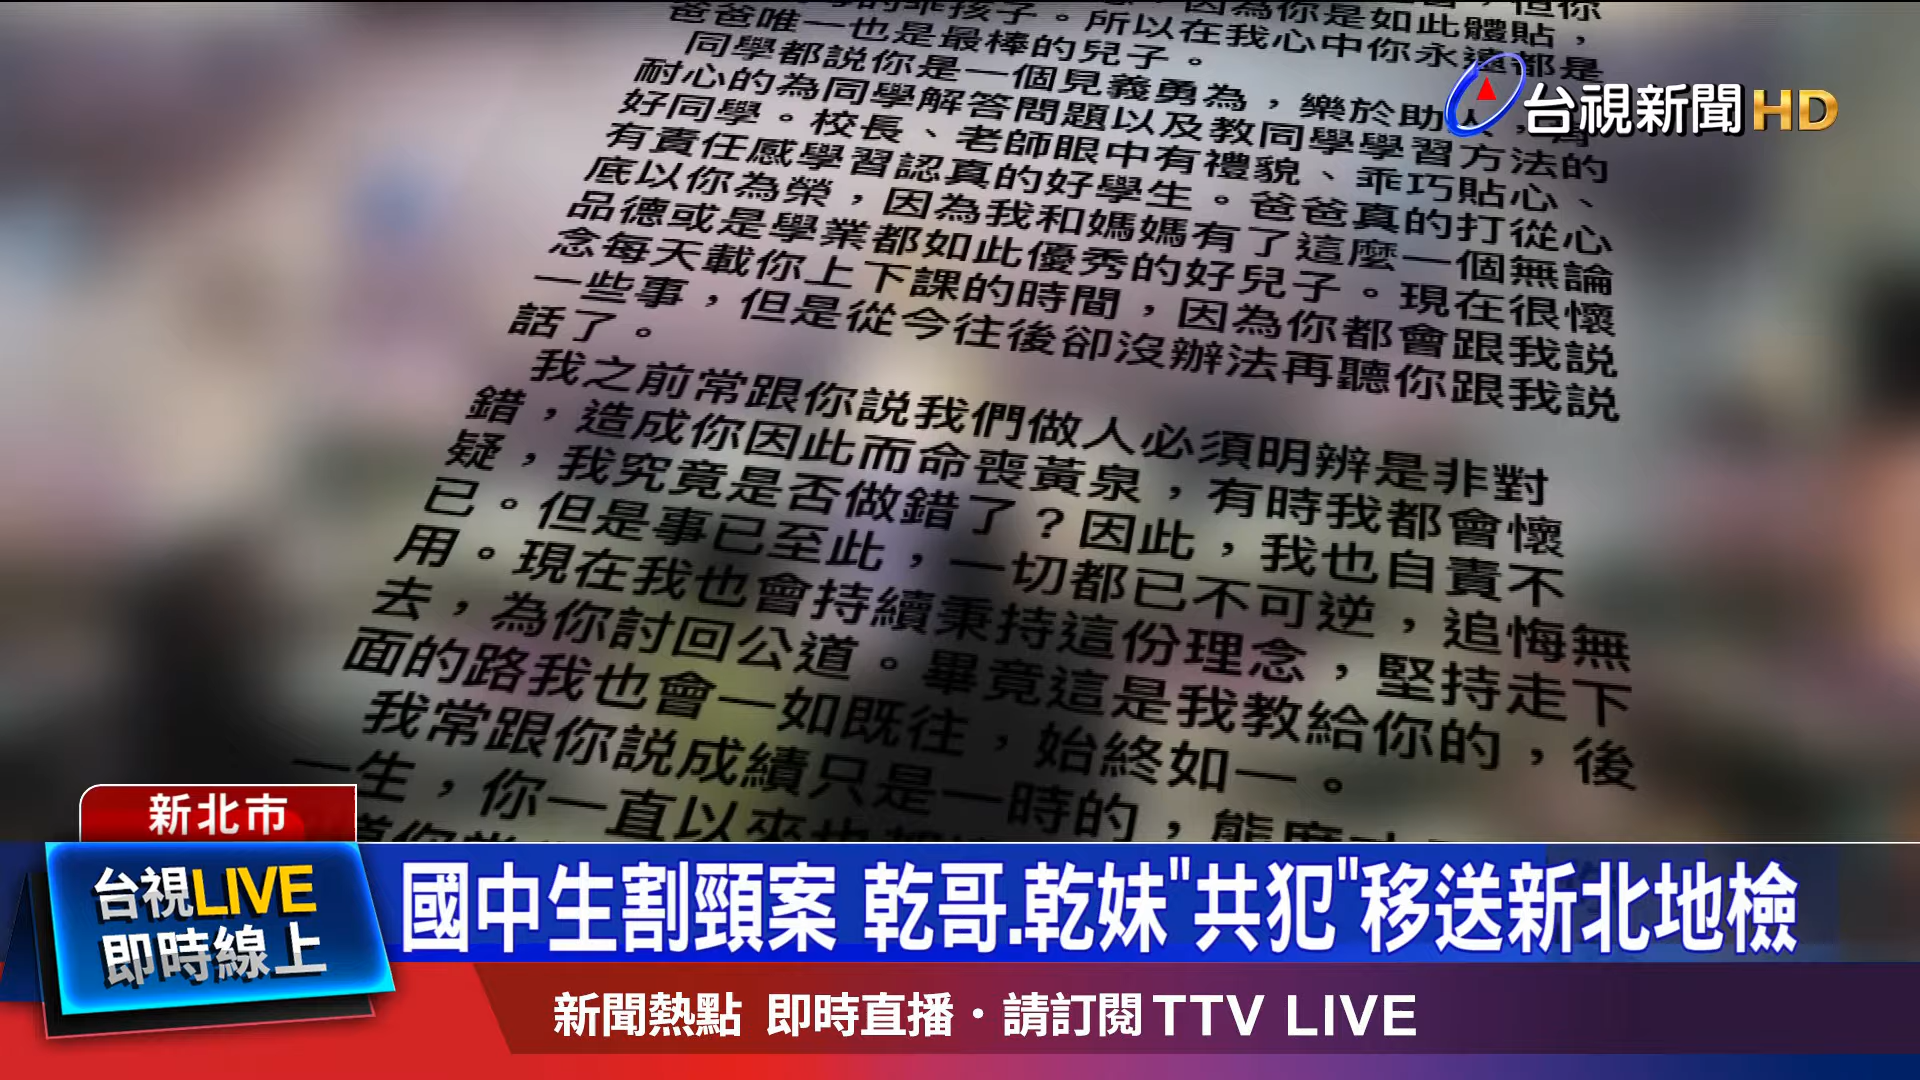 的乖孩子。所以在我心中你永遠都是
爸爸唯一也是最棒的兒子。
同學都說你是一個見義勇為，樂於助人，
耐心的為同學解答問題以及教同學學習方法的
好同學。校長、老師眼中有禮貌、乖巧貼心、
有責任感學習認真的好學生。爸爸真的打從心
底以你為榮，因為我和媽媽有了這麼一個無論
品德或是學業都如此優秀的好兒子。現在很懷
念每天載你上下課的時間，因為你都會跟我說
一些事，但是從今往後卻沒辦法再聽你跟我說
話了。
我之前常跟你說我們做人必須明辨是非對
錯，造成你因此而命喪黃泉，有時我都會懷
疑，我究竟是否做錯了？因此，我也自責不
已。但是事已至此，一切都已不可逆，追悔無
用。現在我也會持續秉持這份理念，堅持走下
去，為你討回公道。畢竟這是我教給你的，後
面的路我也會一如既往，始終如一。
我常跟你說成績只是一時的，態度才
一生，你一直以來也
台視新聞HD
新北市
台視LIVE
即時線上
國中生割頸案 乾哥.乾妹"共犯"移送新北地檢
新聞熱點 即時直播・請訂閱TTV LIVE